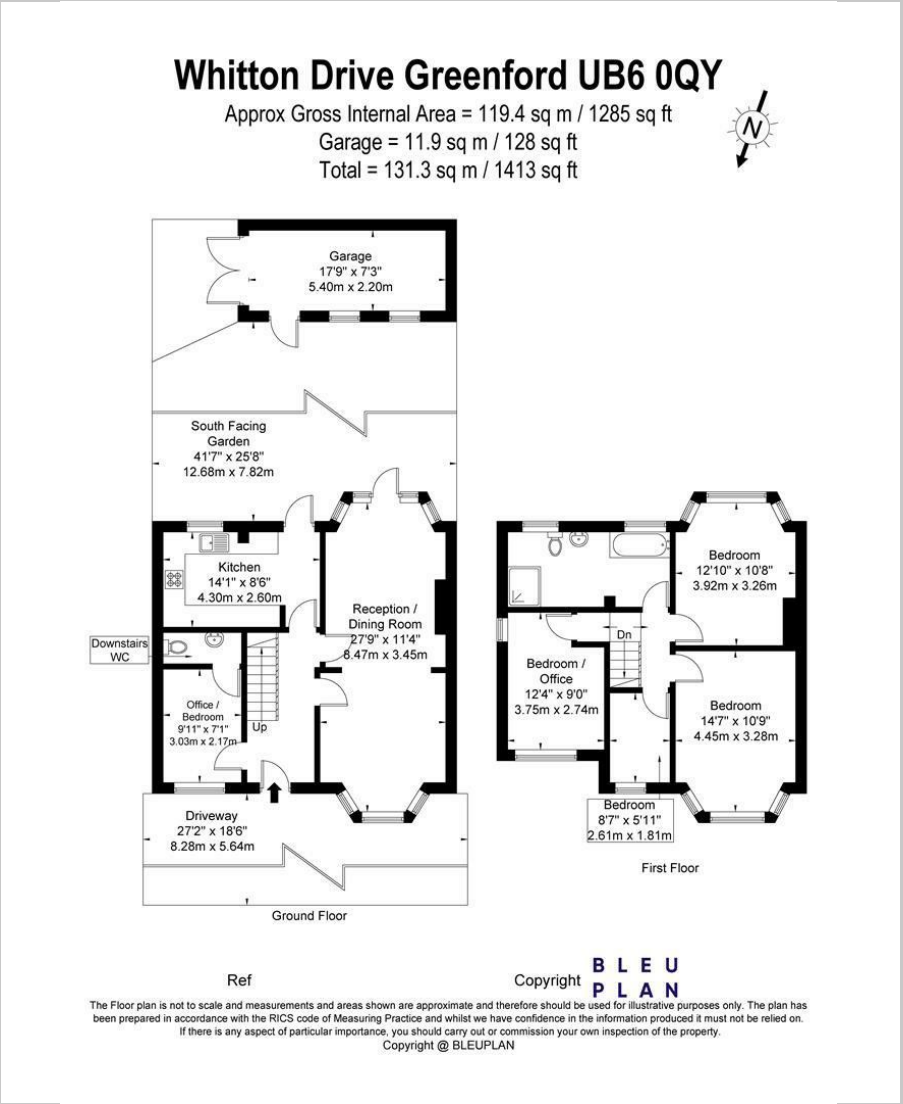 Whitton Drive Greenford UB6 0QY
Approx Gross Internal Area = 119.4 sq m / 1285 sq ft
Garage = 11.9 sq m / 128 sq ft
Total = 131.3 sq m / 1413 sq ft
N
Garage
17'9" x 7'3"
5.40m x 2.20m
South Facing
Garden
41'7" x 25'8"
12.68m x 7.82m
Kitchen
14'1" x 8'6"
4.30m x 2.60m
Reception /
Dining Room
27'9" x 11'4"
8.47m x 3.45m
Downstairs
WC
Office /
Bedroom
9'11" x 7'1"
3.03m x 2.17m
Up
Driveway
27'2" x 18'6"
8.28m x 5.64m
Ground Floor
Bedroom
12'10" x 10'8"
3.92m x 3.26m
Dn
Bedroom /
Office
12'4" x 9'0"
3.75m x 2.74m
Bedroom
14'7" x 10'9"
4.45m x 3.28m
Bedroom
8'7" x 5'11"
2.61m x 1.81m
First Floor
Ref
Copyright
BLEU
PLAN
The Floor plan is not to scale and measurements and areas shown are approximate and therefore should be used for illustrative purposes only. The plan has
been prepared in accordance with the RICS code of Measuring Practice and whilst we have confidence in the information produced it must not be relied on.
If there is any aspect of particular importance, you should carry out or commission your own inspection of the property.
Copyright @ BLEUPLAN